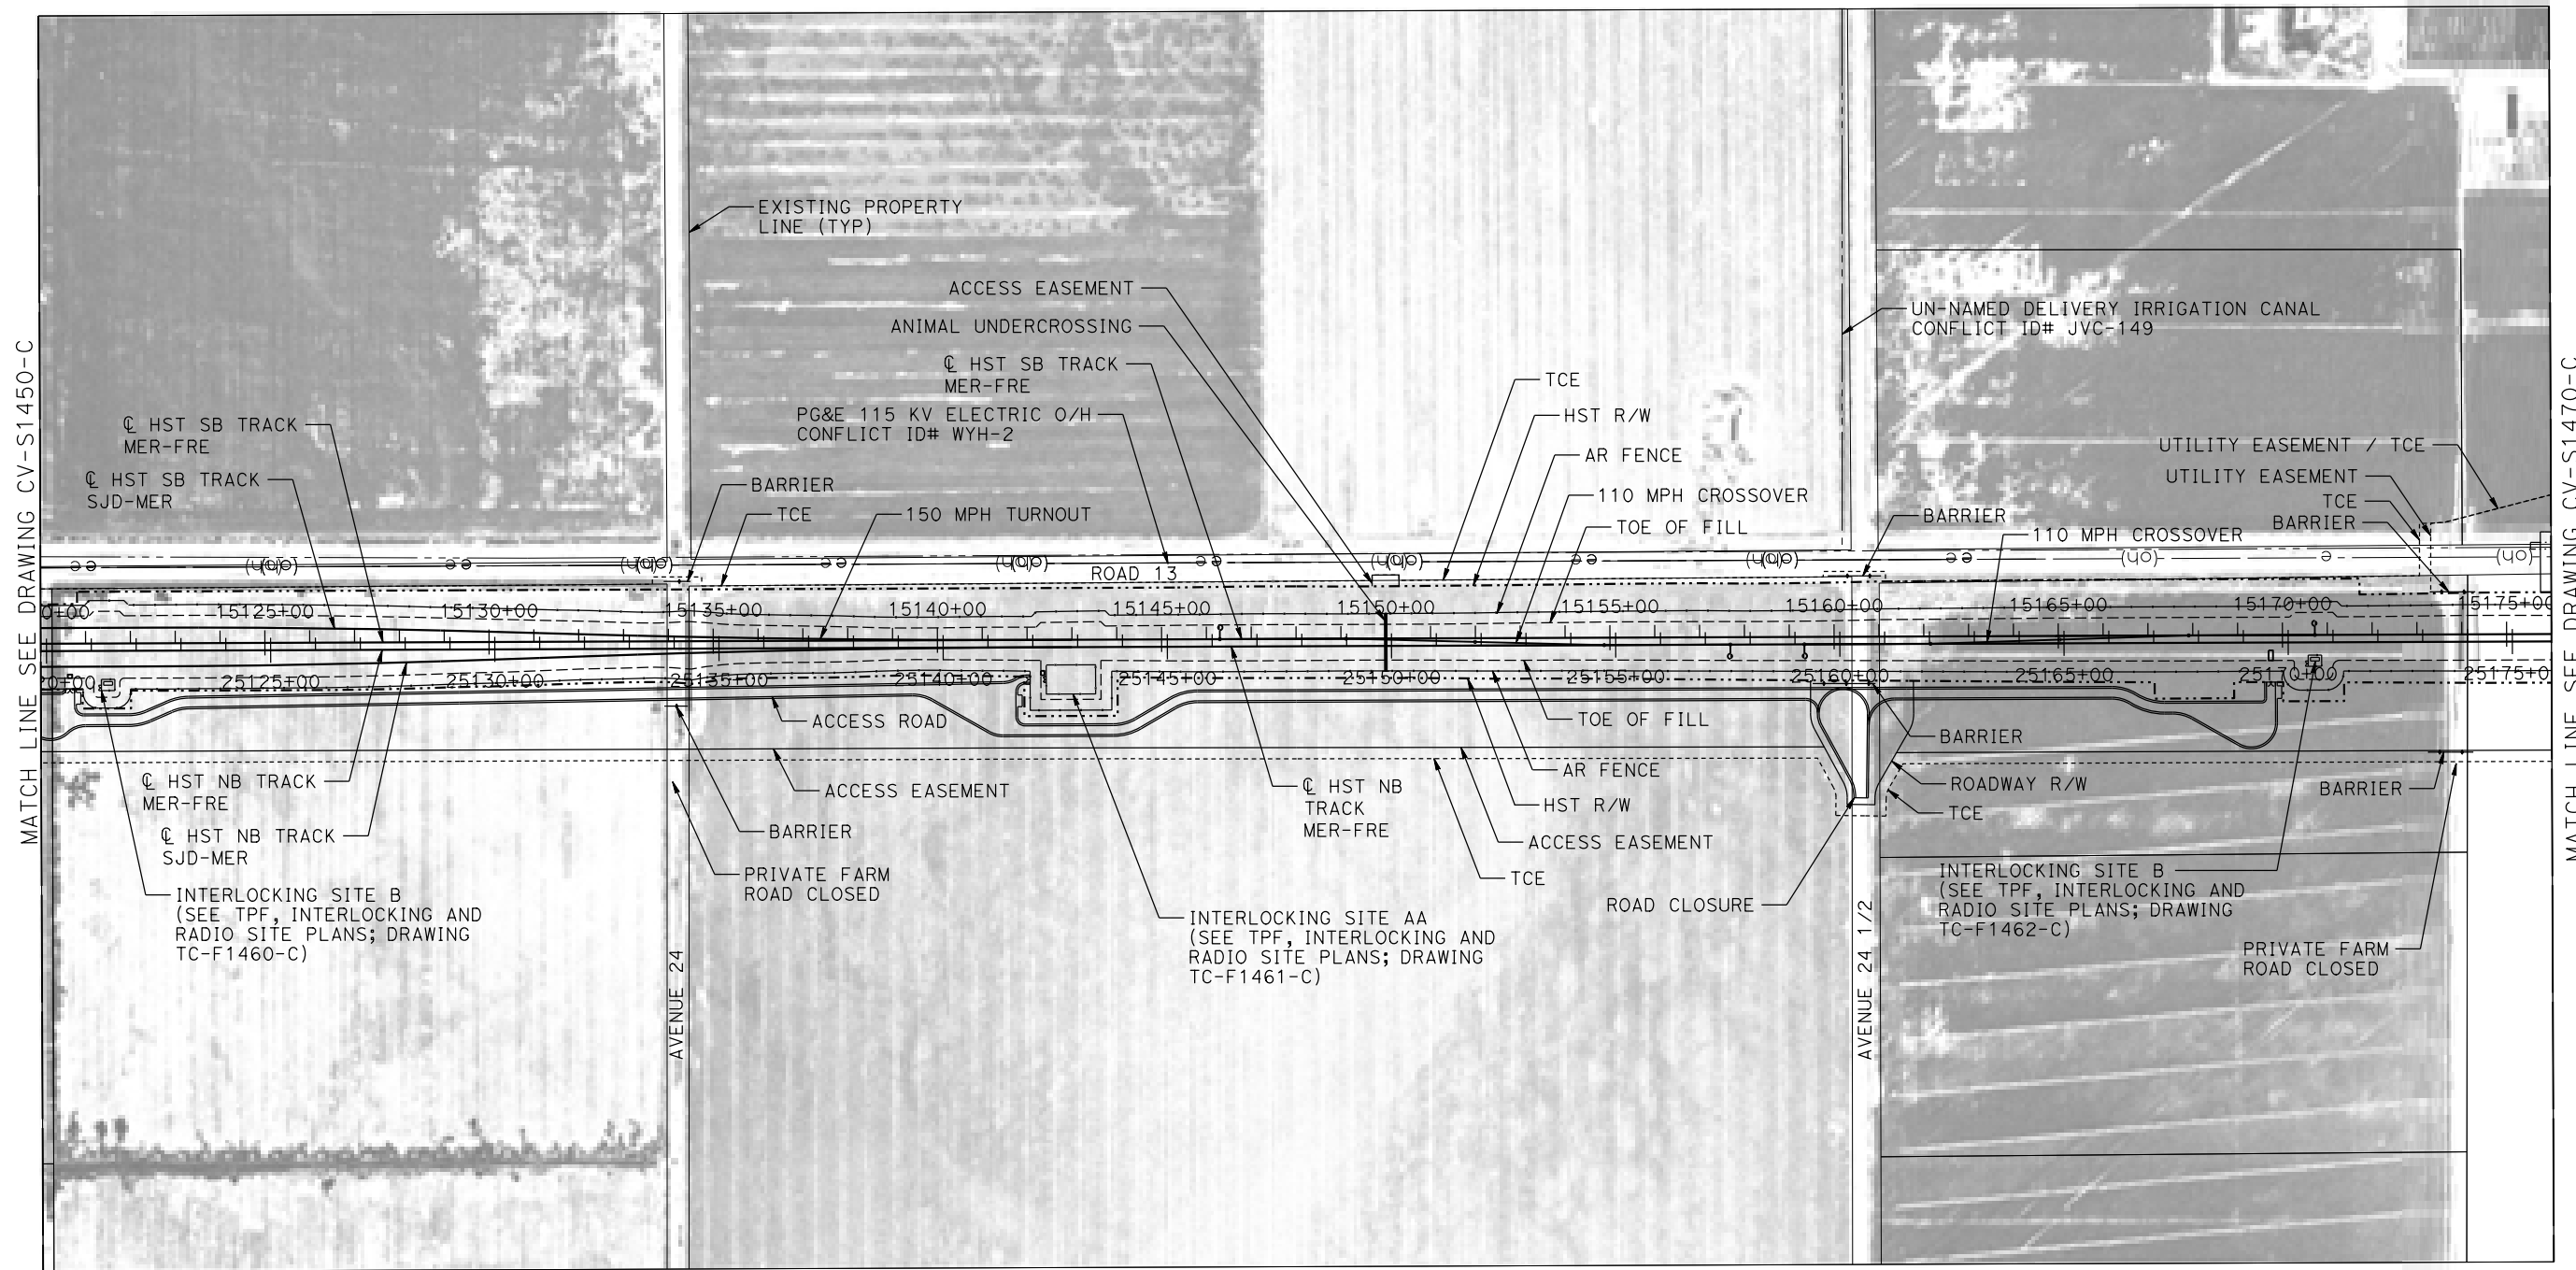 MATCH LINE SEE DRAWING CV-S1450-C
EXISTING PROPERTY
LINE (TYP)
ACCESS EASEMENT
ANIMAL UNDERCROSSING
℄ HST SB TRACK
MER-FRE
PG&E 115 KV ELECTRIC O/H
CONFLICT ID# WYH-2
℄ HST SB TRACK
MER-FRE
℄ HST SB TRACK
SJD-MER
BARRIER
TCE
150 MPH TURNOUT
TCE
HST R/W
AR FENCE
110 MPH CROSSOVER
TOE OF FILL
UN-NAMED DELIVERY IRRIGATION CANAL
CONFLICT ID# JVC-149
UTILITY EASEMENT / TCE
UTILITY EASEMENT
TCE
BARRIER
BARRIER
110 MPH CROSSOVER
ROAD 13
15125+00
15130+00
15135+00
15140+00
15145+00
15150+00
15155+00
15160+00
15165+00
15170+00
15175+00
25125+00
25130+00
25135+00
25140+00
25145+00
25150+00
25155+00
25160+00
25165+00
25170+00
25175+0
ACCESS ROAD
TOE OF FILL
BARRIER
℄ HST NB TRACK
MER-FRE
℄ HST NB TRACK
SJD-MER
ACCESS EASEMENT
BARRIER
PRIVATE FARM
ROAD CLOSED
℄ HST NB
TRACK
MER-FRE
AR FENCE
HST R/W
ACCESS EASEMENT
TCE
ROADWAY R/W
TCE
BARRIER
ROAD CLOSURE
INTERLOCKING SITE B
(SEE TPF, INTERLOCKING AND
RADIO SITE PLANS; DRAWING
TC-F1460-C)
INTERLOCKING SITE AA
(SEE TPF, INTERLOCKING AND
RADIO SITE PLANS; DRAWING
TC-F1461-C)
INTERLOCKING SITE B
(SEE TPF, INTERLOCKING AND
RADIO SITE PLANS; DRAWING
TC-F1462-C)
PRIVATE FARM
ROAD CLOSED
AVENUE 24
AVENUE 24 1/2
MATCH LINE SEE DRAWING CV-S1470-C